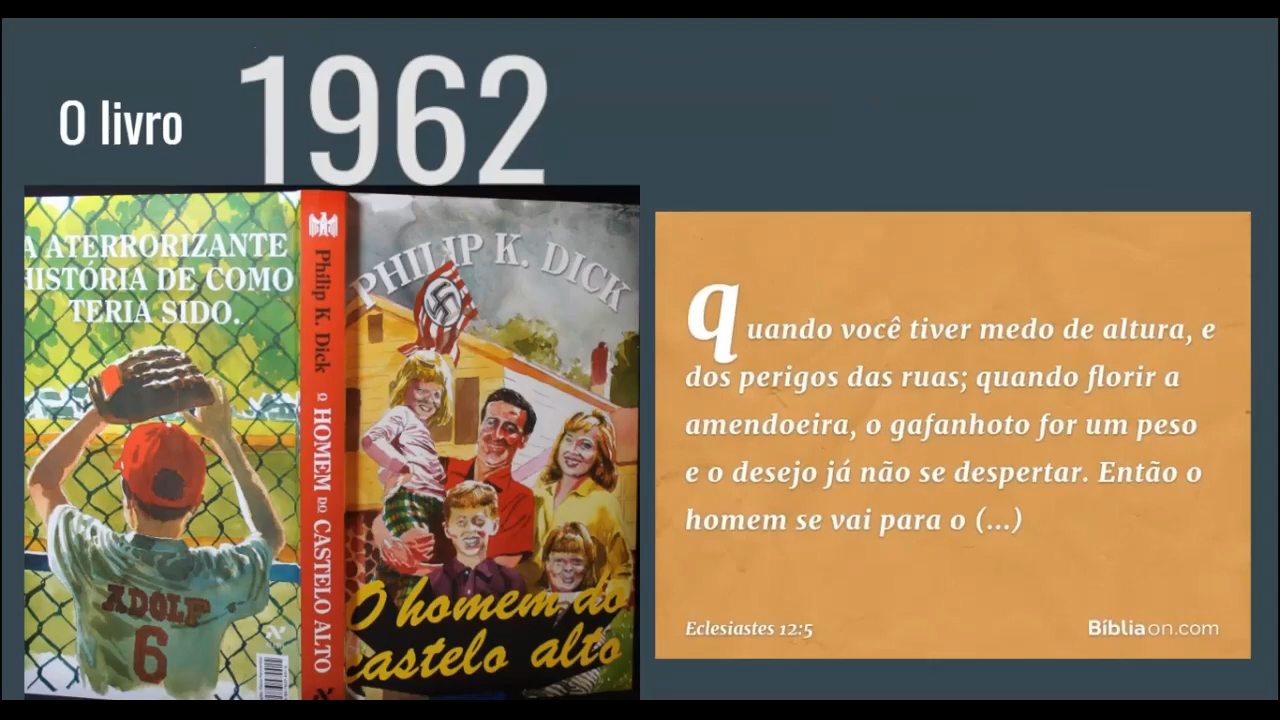 O livro 1962
A ATERRORIZANTE
HISTÓRIA DE COMO
TERIA SIDO.
ADOLF
6
Philip K. Dick O HOMEM DO CASTELO ALTO
PHILIP K. DICK
O homem do
castelo alto
quando você tiver medo de altura, e
dos perigos das ruas; quando florir a
amendoeira, o gafanhoto for um peso
e o desejo já não se despertar. Então o
homem se vai para o (...)
Eclesiastes 12:5
Bíbliaon.com